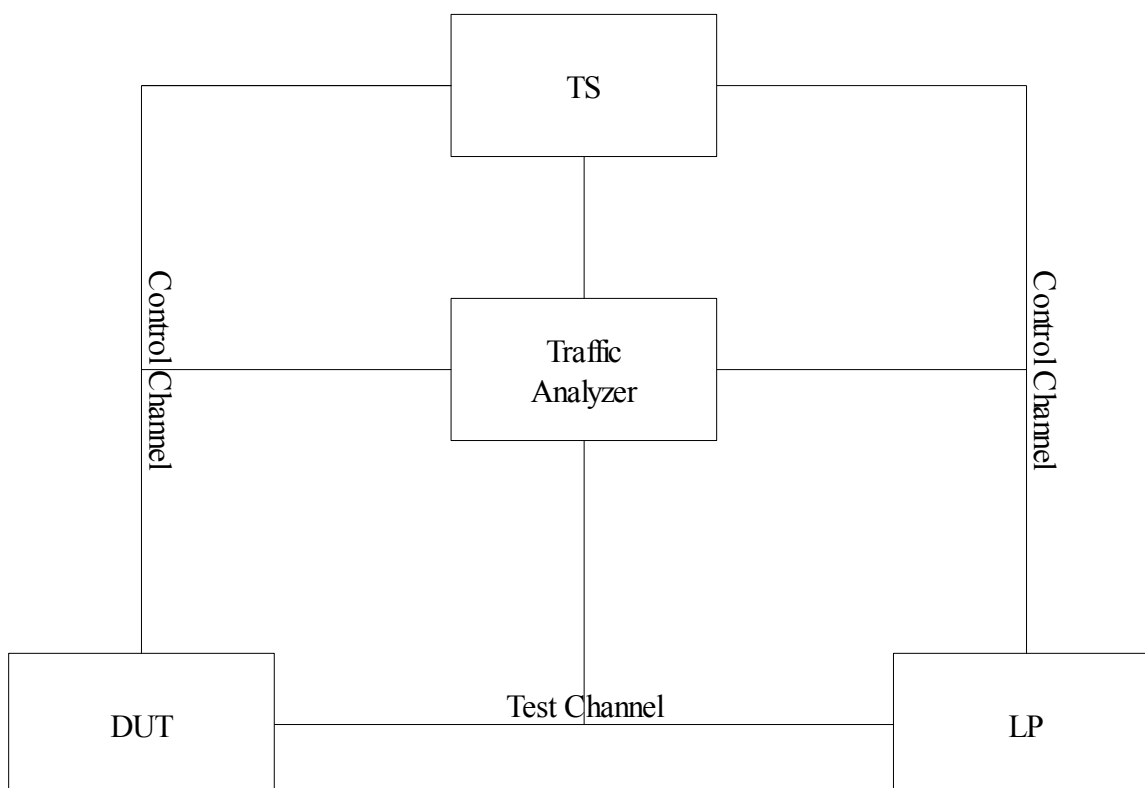 TS
Control Channel
Control Channel
Traffic
Analyzer
Test Channel
DUT
LP